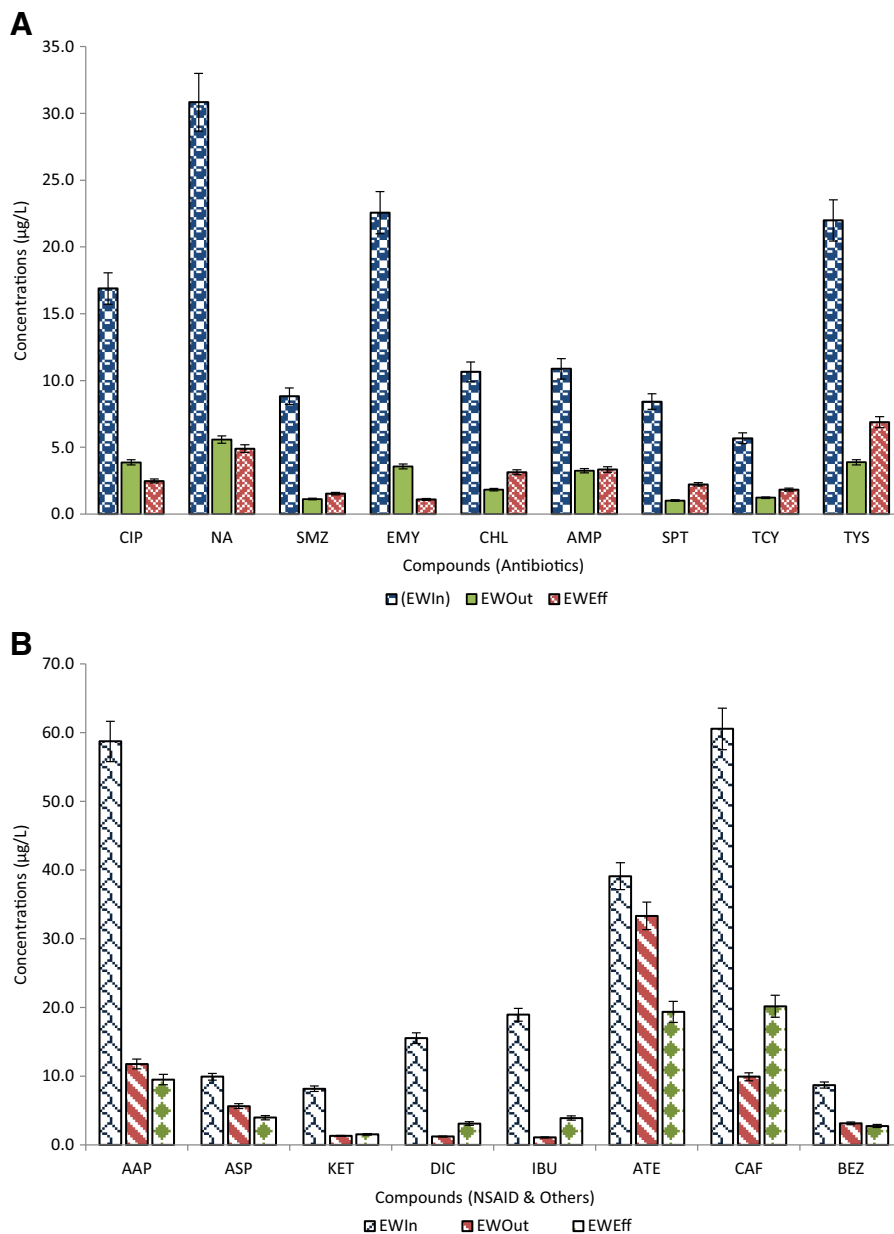 A
35.0
30.0
25.0
20.0
15.0
10.0
5.0
0.0
Concentrations (µg/L)
CIP NA SMZ EMY CHL AMP SPT TCY TYS
Compounds (Antibiotics)
(EWIn) EWOut EWEff
B
70.0
60.0
50.0
40.0
30.0
20.0
10.0
0.0
Concentrations (µg/L)
AAP ASP KET DIC IBU ATE CAF BEZ
Compounds (NSAID & Others)
EWIn EWOut EWEff